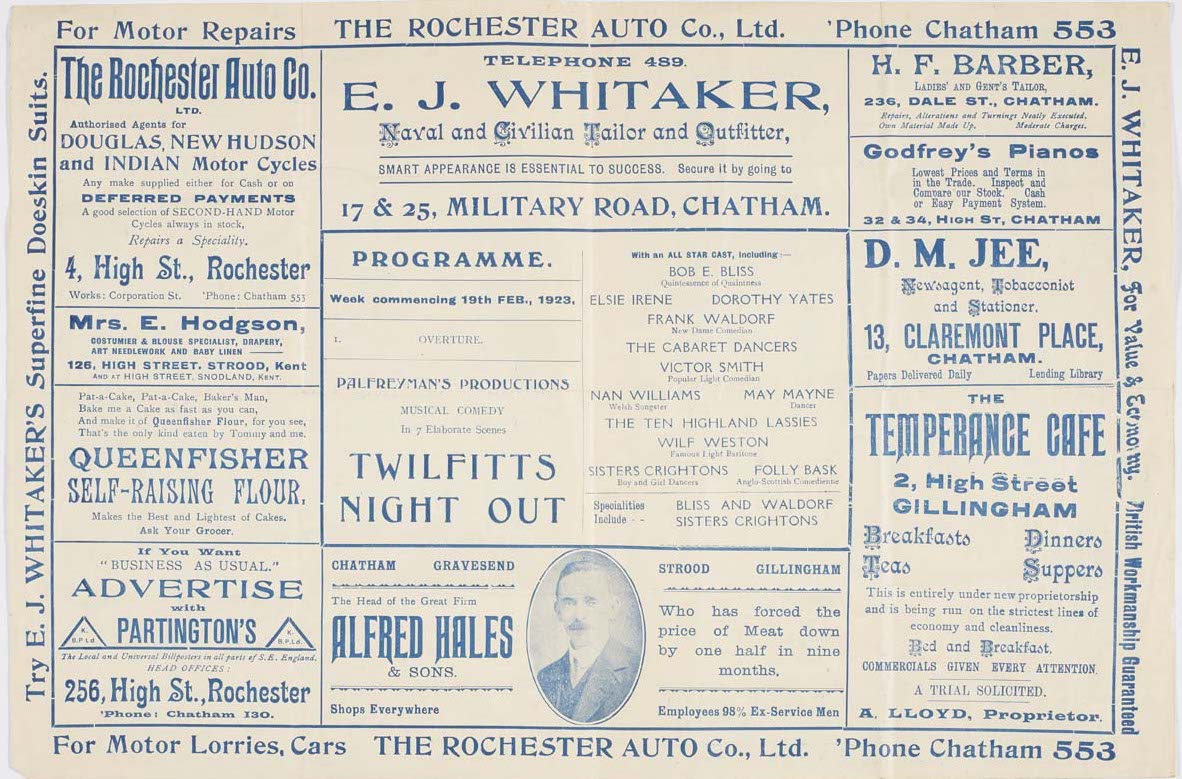 For Motor Repairs THE ROCHESTER AUTO Co., Ltd. 'Phone Chatham 553
Try E. J. WHITAKER'S Superfine Doeskin Suits.
The Rochester Auto Co.
LTD.
Authorised Agents for
DOUGLAS, NEW HUDSON
and INDIAN Motor Cycles
Any make supplied either for Cash or on
DEFERRED PAYMENTS
A good selection of SECOND-HAND Motor
Cycles always in stock,
Repairs a Speciality.
4, High St., Rochester
Works: Corporation St. 'Phone: Chatham 553
Mrs. E. Hodgson,
COSTUMIER & BLOUSE SPECIALIST, DRAPERY,
ART NEEDLEWORK AND BABY LINEN
126, HIGH STREET. STROOD, Kent
AND AT HIGH STREET, SNODLAND, KENT.
Pat-a-Cake, Pat-a-Cake, Baker's Man,
Bake me a Cake as fast as you can,
And make it of Queenfisher Flour, for you see,
That's the only kind eaten by Tommy and me.
QUEENFISHER
SELF-RAISING FLOUR,
Makes the Best and Lightest of Cakes.
Ask Your Grocer.
If You Want
"BUSINESS AS USUAL."
ADVERTISE
with
K. B.P.Ld PARTINGTON'S K. B.P.Ld.
The Local and Universal Billposters in all parts of S.E. England.
HEAD OFFICES:
256, High St., Rochester
'Phone: Chatham 130.
TELEPHONE 489.
E. J. WHITAKER,
Naval and Civilian Tailor and Outfitter,
SMART APPEARANCE IS ESSENTIAL TO SUCCESS. Secure it by going to
17 & 25, MILITARY ROAD, CHATHAM.
PROGRAMME.
Week commencing 19th FEB., 1923,
1. OVERTURE.
PALFREYMAN'S PRODUCTIONS
MUSICAL COMEDY
In 7 Elaborate Scenes
TWILFITTS
NIGHT OUT
With an ALL STAR CAST, Including:—
BOB E. BLISS
Quintessence of Quaintness
ELSIE IRENE DOROTHY YATES
FRANK WALDORF
New Dame Comedian
THE CABARET DANCERS
VICTOR SMITH
Popular Light Comedian
NAN WILLIAMS MAY MAYNE
Welsh Songster Dancer
THE TEN HIGHLAND LASSIES
WILF WESTON
Famous Light Baritone
SISTERS CRIGHTONS FOLLY BASK
Boy and Girl Dancers Anglo-Scottish Comedienne
Specialities BLISS AND WALDORF
Include - - SISTERS CRIGHTONS
CHATHAM GRAVESEND
The Head of the Great Firm
ALFRED HALES
& SONS.
Shops Everywhere
STROOD GILLINGHAM
Who has forced the
price of Meat down
by one half in nine
months,
Employees 98% Ex-Service Men
H. F. BARBER,
LADIES' AND GENT'S TAILOR,
236, DALE ST., CHATHAM.
Repairs, Alterations and Turnings Neatly Executed.
Own Material Made Up. Moderate Charges.
Godfrey's Pianos
Lowest Prices and Terms in
in the Trade. Inspect and
Compare our Stock. Cash
or Easy Payment System.
32 & 34, HIGH ST, CHATHAM
D. M. JEE,
Newsagent, Tobacconist
and Stationer.
13, CLAREMONT PLACE,
CHATHAM.
Papers Delivered Daily Lending Library
THE
TEMPERANCE CAFE
2, High Street
GILLINGHAM
Breakfasts Dinners
Teas Suppers
This is entirely under new proprietorship
and is being run on the strictest lines of
economy and cleanliness.
Bed and Breakfast.
COMMERCIALS GIVEN EVERY ATTENTION.
A TRIAL SOLICITED.
A. LLOYD, Proprietor.
E. J. WHITAKER, For Value & Economy. British Workmanship Guaranteed
For Motor Lorries, Cars THE ROCHESTER AUTO Co., Ltd. 'Phone Chatham 553